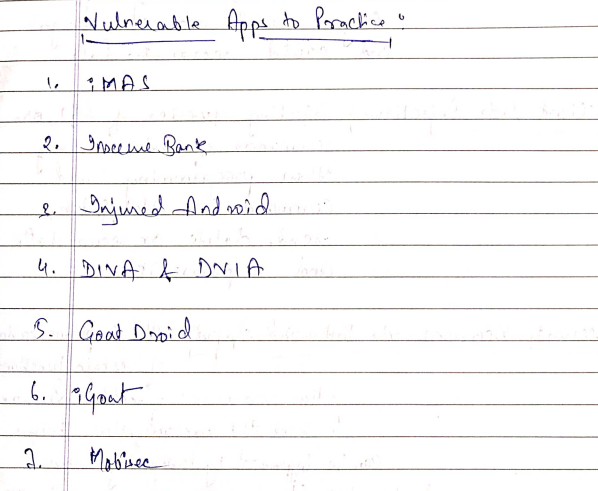 Vulnerable Apps to Practice :
1. iMAS
2. Insecure Bank
3. Injured Android
4. DIVA & DVIA
5. Goat Droid
6. iGoat
7. Mobisec